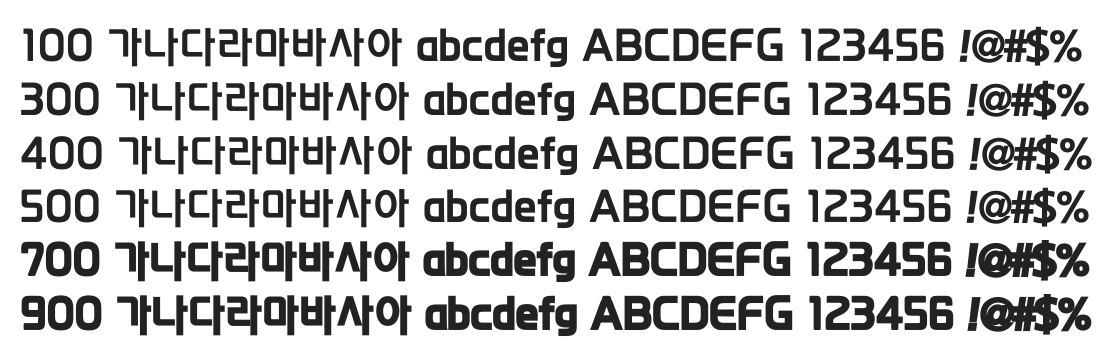 100 가나다라마바사아 abcdefg ABCDEFG 123456 !@#$%
300 가나다라마바사아 abcdefg ABCDEFG 123456 !@#$%
400 가나다라마바사아 abcdefg ABCDEFG 123456 !@#$%
500 가나다라마바사아 abcdefg ABCDEFG 123456 !@#$%
700 가나다라마바사아 abcdefg ABCDEFG 123456 !@#$%
900 가나다라마바사아 abcdefg ABCDEFG 123456 !@#$%